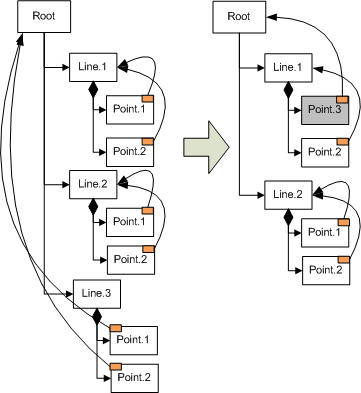 Root
Line.1
Point.1
Point.2
Line.2
Point.1
Point.2
Line.3
Point.1
Point.2
Root
Line.1
Point.3
Point.2
Line.2
Point.1
Point.2